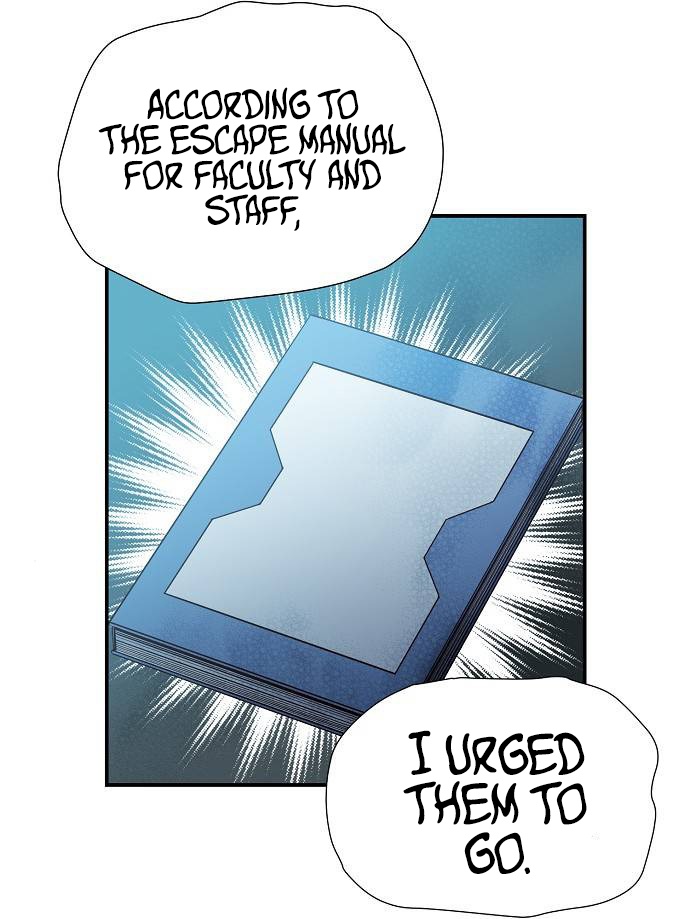 ACCORDING TO
THE ESCAPE MANUAL
FOR FACULTY AND
STAFF,
I URGED
THEM TO
GO.